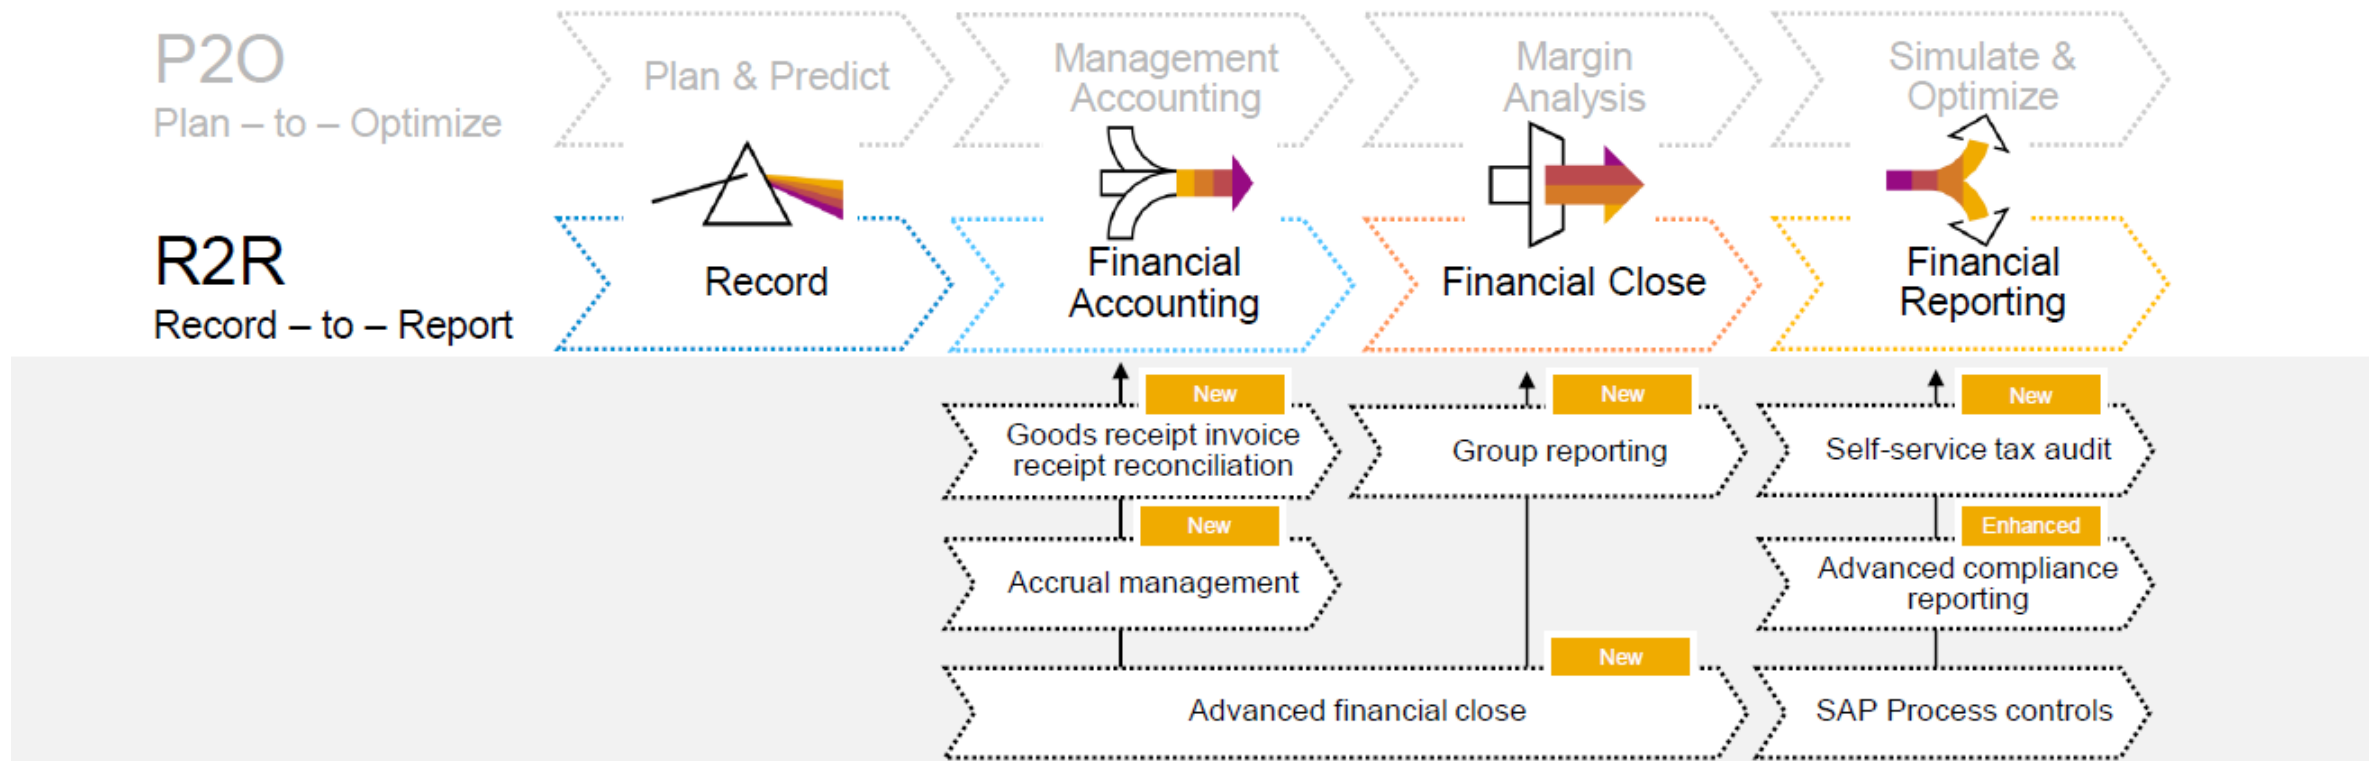 P2O
Plan – to – Optimize
Plan & Predict
Management
Accounting
Margin
Analysis
Simulate &
Optimize
R2R
Record – to – Report
Record
Financial
Accounting
Financial Close
Financial
Reporting
New
Goods receipt invoice
receipt reconciliation
New
Group reporting
New
Self-service tax audit
New
Accrual management
Enhanced
Advanced compliance
reporting
New
Advanced financial close
SAP Process controls